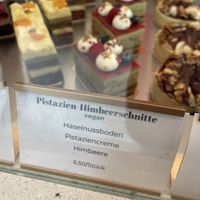 Pistazien-Himbeerschnitte
vegan
Haselnussboden
Pistaziencreme
Himbeere
6,50/Stück